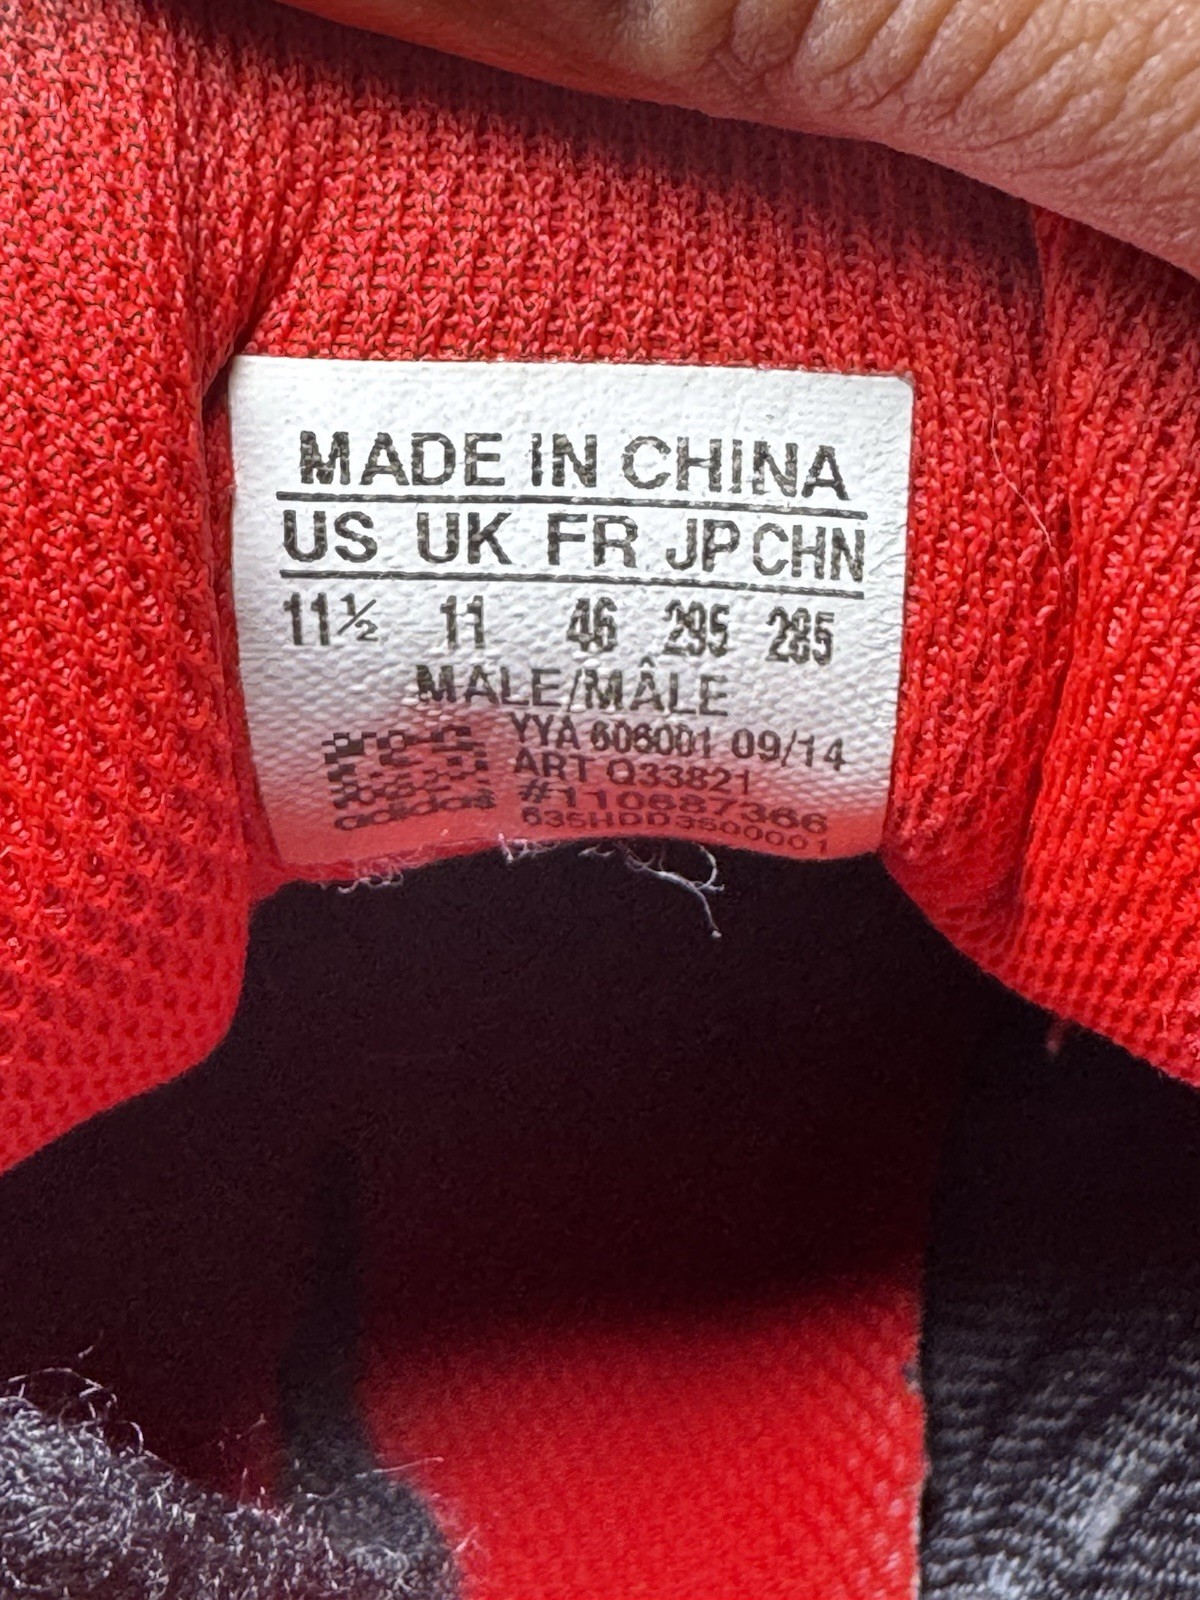 MADE IN CHINA
US UK FR JP CHN
11½ 11 46 295 285
MALE/MÂLE
YYA 606001 09/14
ART Q33821
#110687366
635HDD3600001
adidas